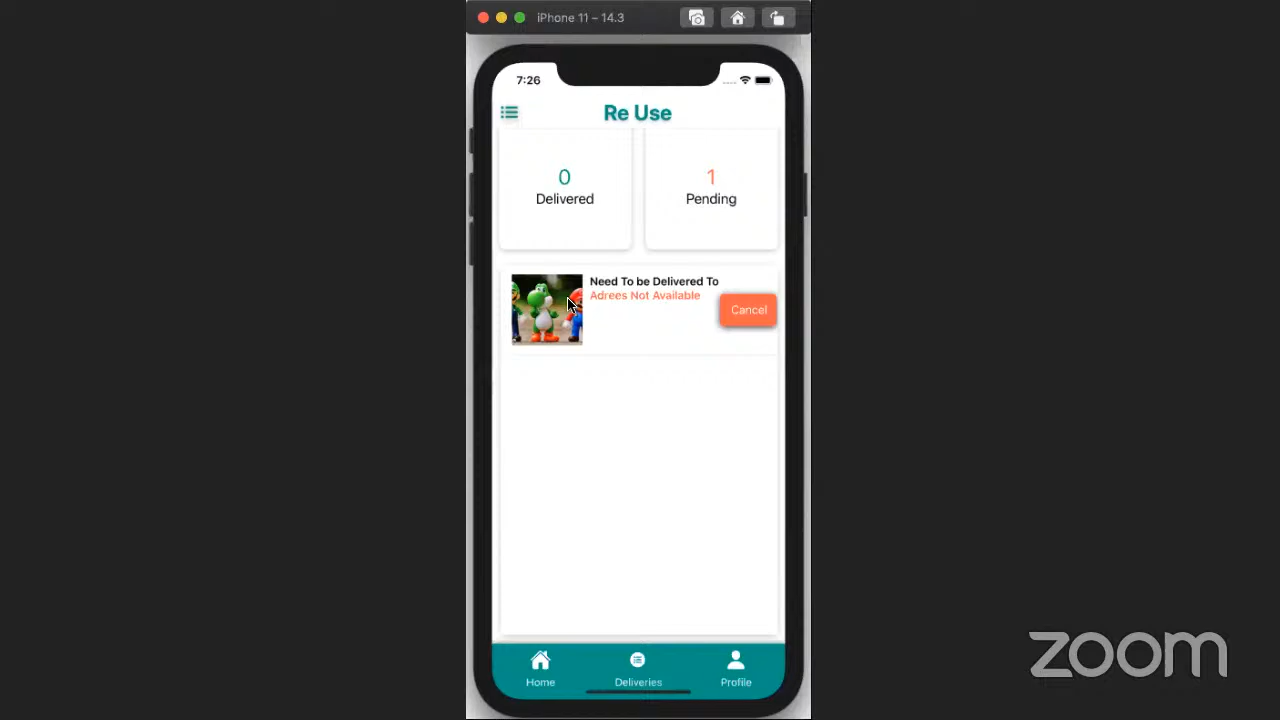 iPhone 11 – 14.3
7:26
Re Use
0
Delivered
1
Pending
Need To be Delivered To
Adrees Not Available
Cancel
Home
Deliveries
Profile
zoom